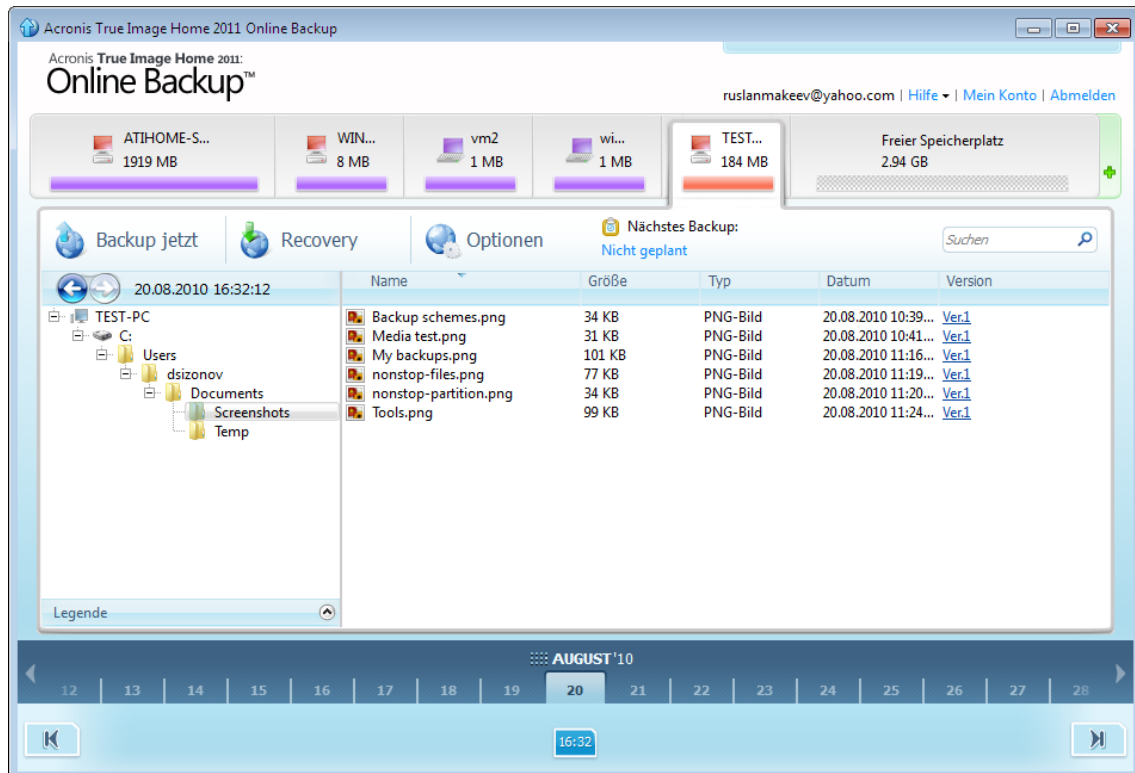 Acronis True Image Home 2011 Online Backup
Acronis True Image Home 2011:
Online Backup™
ruslanmakeev@yahoo.com | Hilfe | Mein Konto | Abmelden
ATIHOME-S...
1919 MB
WIN...
8 MB
vm2
1 MB
wi...
1 MB
TEST...
184 MB
Freier Speicherplatz
2.94 GB
Backup jetzt
Recovery
Optionen
Nächstes Backup:
Nicht geplant
Suchen
20.08.2010 16:32:12
TEST-PC
C:
Users
dsizonov
Documents
Screenshots
Temp
Legende
Name Größe Typ Datum Version
Backup schemes.png 34 KB PNG-Bild 20.08.2010 10:39... Ver.1
Media test.png 31 KB PNG-Bild 20.08.2010 10:41... Ver.1
My backups.png 101 KB PNG-Bild 20.08.2010 11:16... Ver.1
nonstop-files.png 77 KB PNG-Bild 20.08.2010 11:19... Ver.1
nonstop-partition.png 34 KB PNG-Bild 20.08.2010 11:20... Ver.1
Tools.png 99 KB PNG-Bild 20.08.2010 11:24... Ver.1
AUGUST'10
12 13 14 15 16 17 18 19 20 21 22 23 24 25 26 27 28
16:32